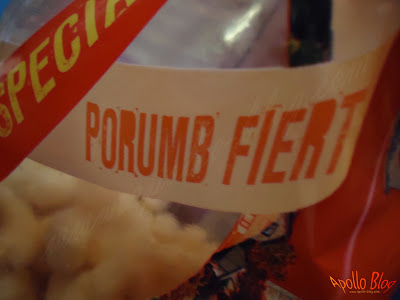 SPECIA
PORUMB FIERT
Apollo Blog